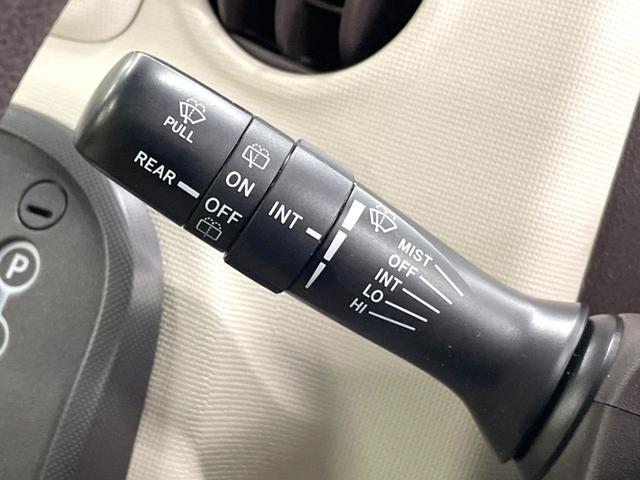 PULL
REAR
ON
OFF
INT
MIST
OFF
INT
LO
HI
P